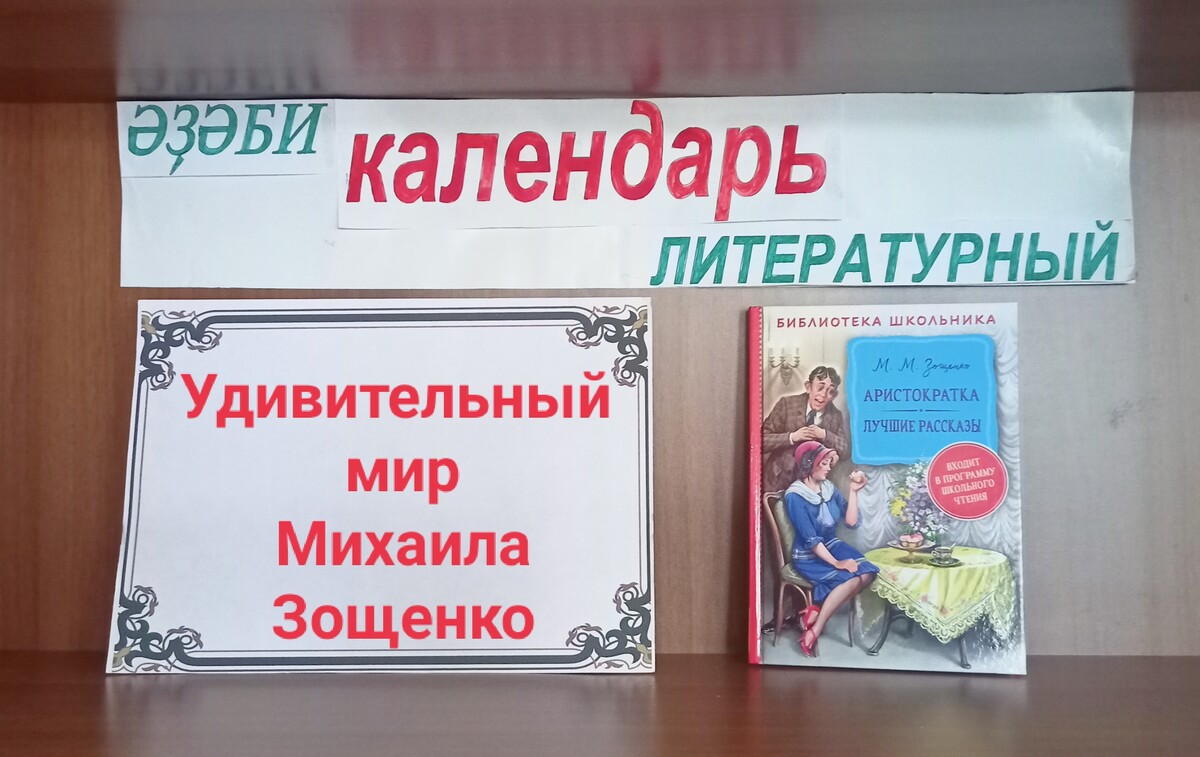 ӘҘӘБИ
календарь
ЛИТЕРАТУРНЫЙ
Удивительный
мир
Михаила
Зощенко
БИБЛИОТЕКА ШКОЛЬНИКА
М. М. Зощенко
АРИСТОКРАТКА
ЛУЧШИЕ РАССКАЗЫ
ВХОДИТ
В ПРОГРАММУ
ШКОЛЬНОГО
ЧТЕНИЯ